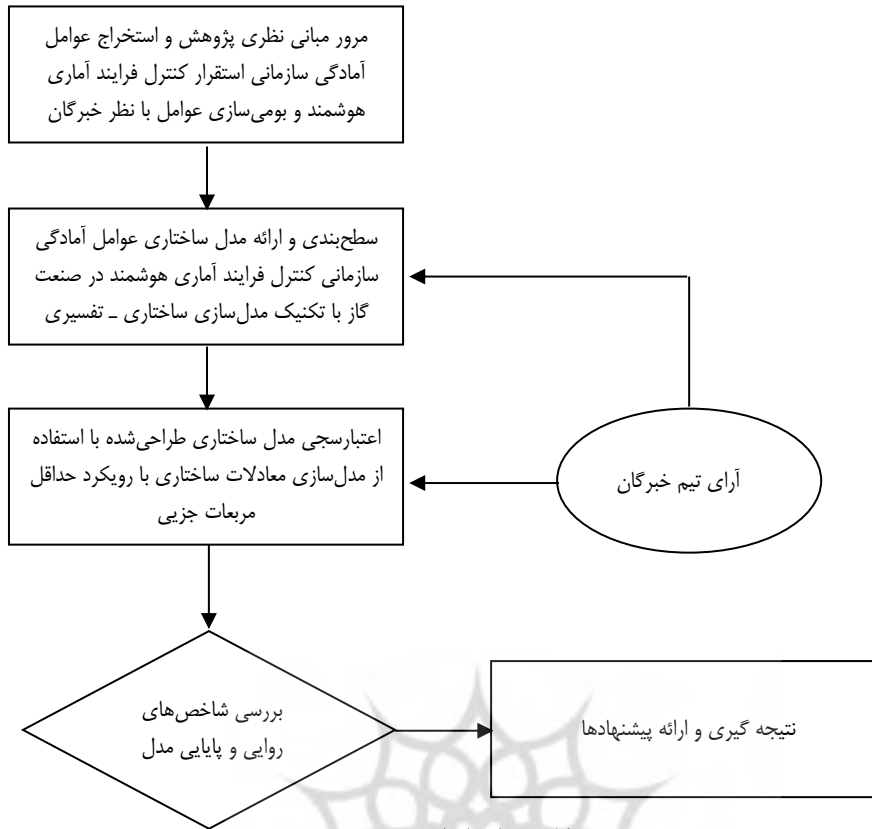 مرور مبانی نظری پژوهش و استخراج عوامل
آمادگی سازمانی استقرار کنترل فرایند آماری
هوشمند و بومی‌سازی عوامل با نظر خبرگان
سطح‌بندی و ارائه مدل ساختاری عوامل آمادگی
سازمانی کنترل فرایند آماری هوشمند در صنعت
گاز با تکنیک مدل‌سازی ساختاری ـ تفسیری
اعتبارسجی مدل ساختاری طراحی‌شده با استفاده
از مدل‌سازی معادلات ساختاری با رویکرد حداقل
مربعات جزیی
آرای تیم خبرگان
بررسی شاخص‌های
روایی و پایایی مدل
نتیجه گیری و ارائه پیشنهادها